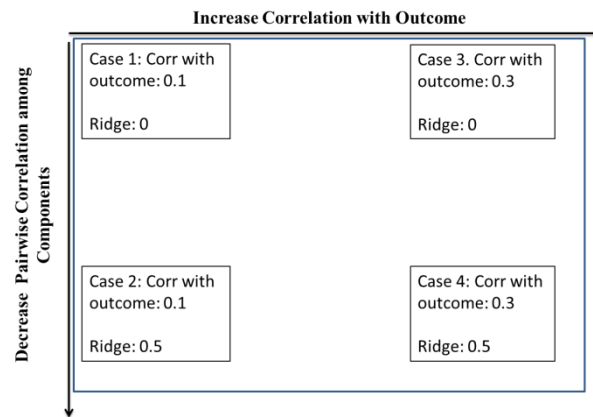 Increase Correlation with Outcome
Decrease Pairwise Correlation among
Components
Case 1: Corr with
outcome: 0.1
Ridge: 0
Case 3. Corr with
outcome: 0.3
Ridge: 0
Case 2: Corr with
outcome: 0.1
Ridge: 0.5
Case 4: Corr with
outcome: 0.3
Ridge: 0.5